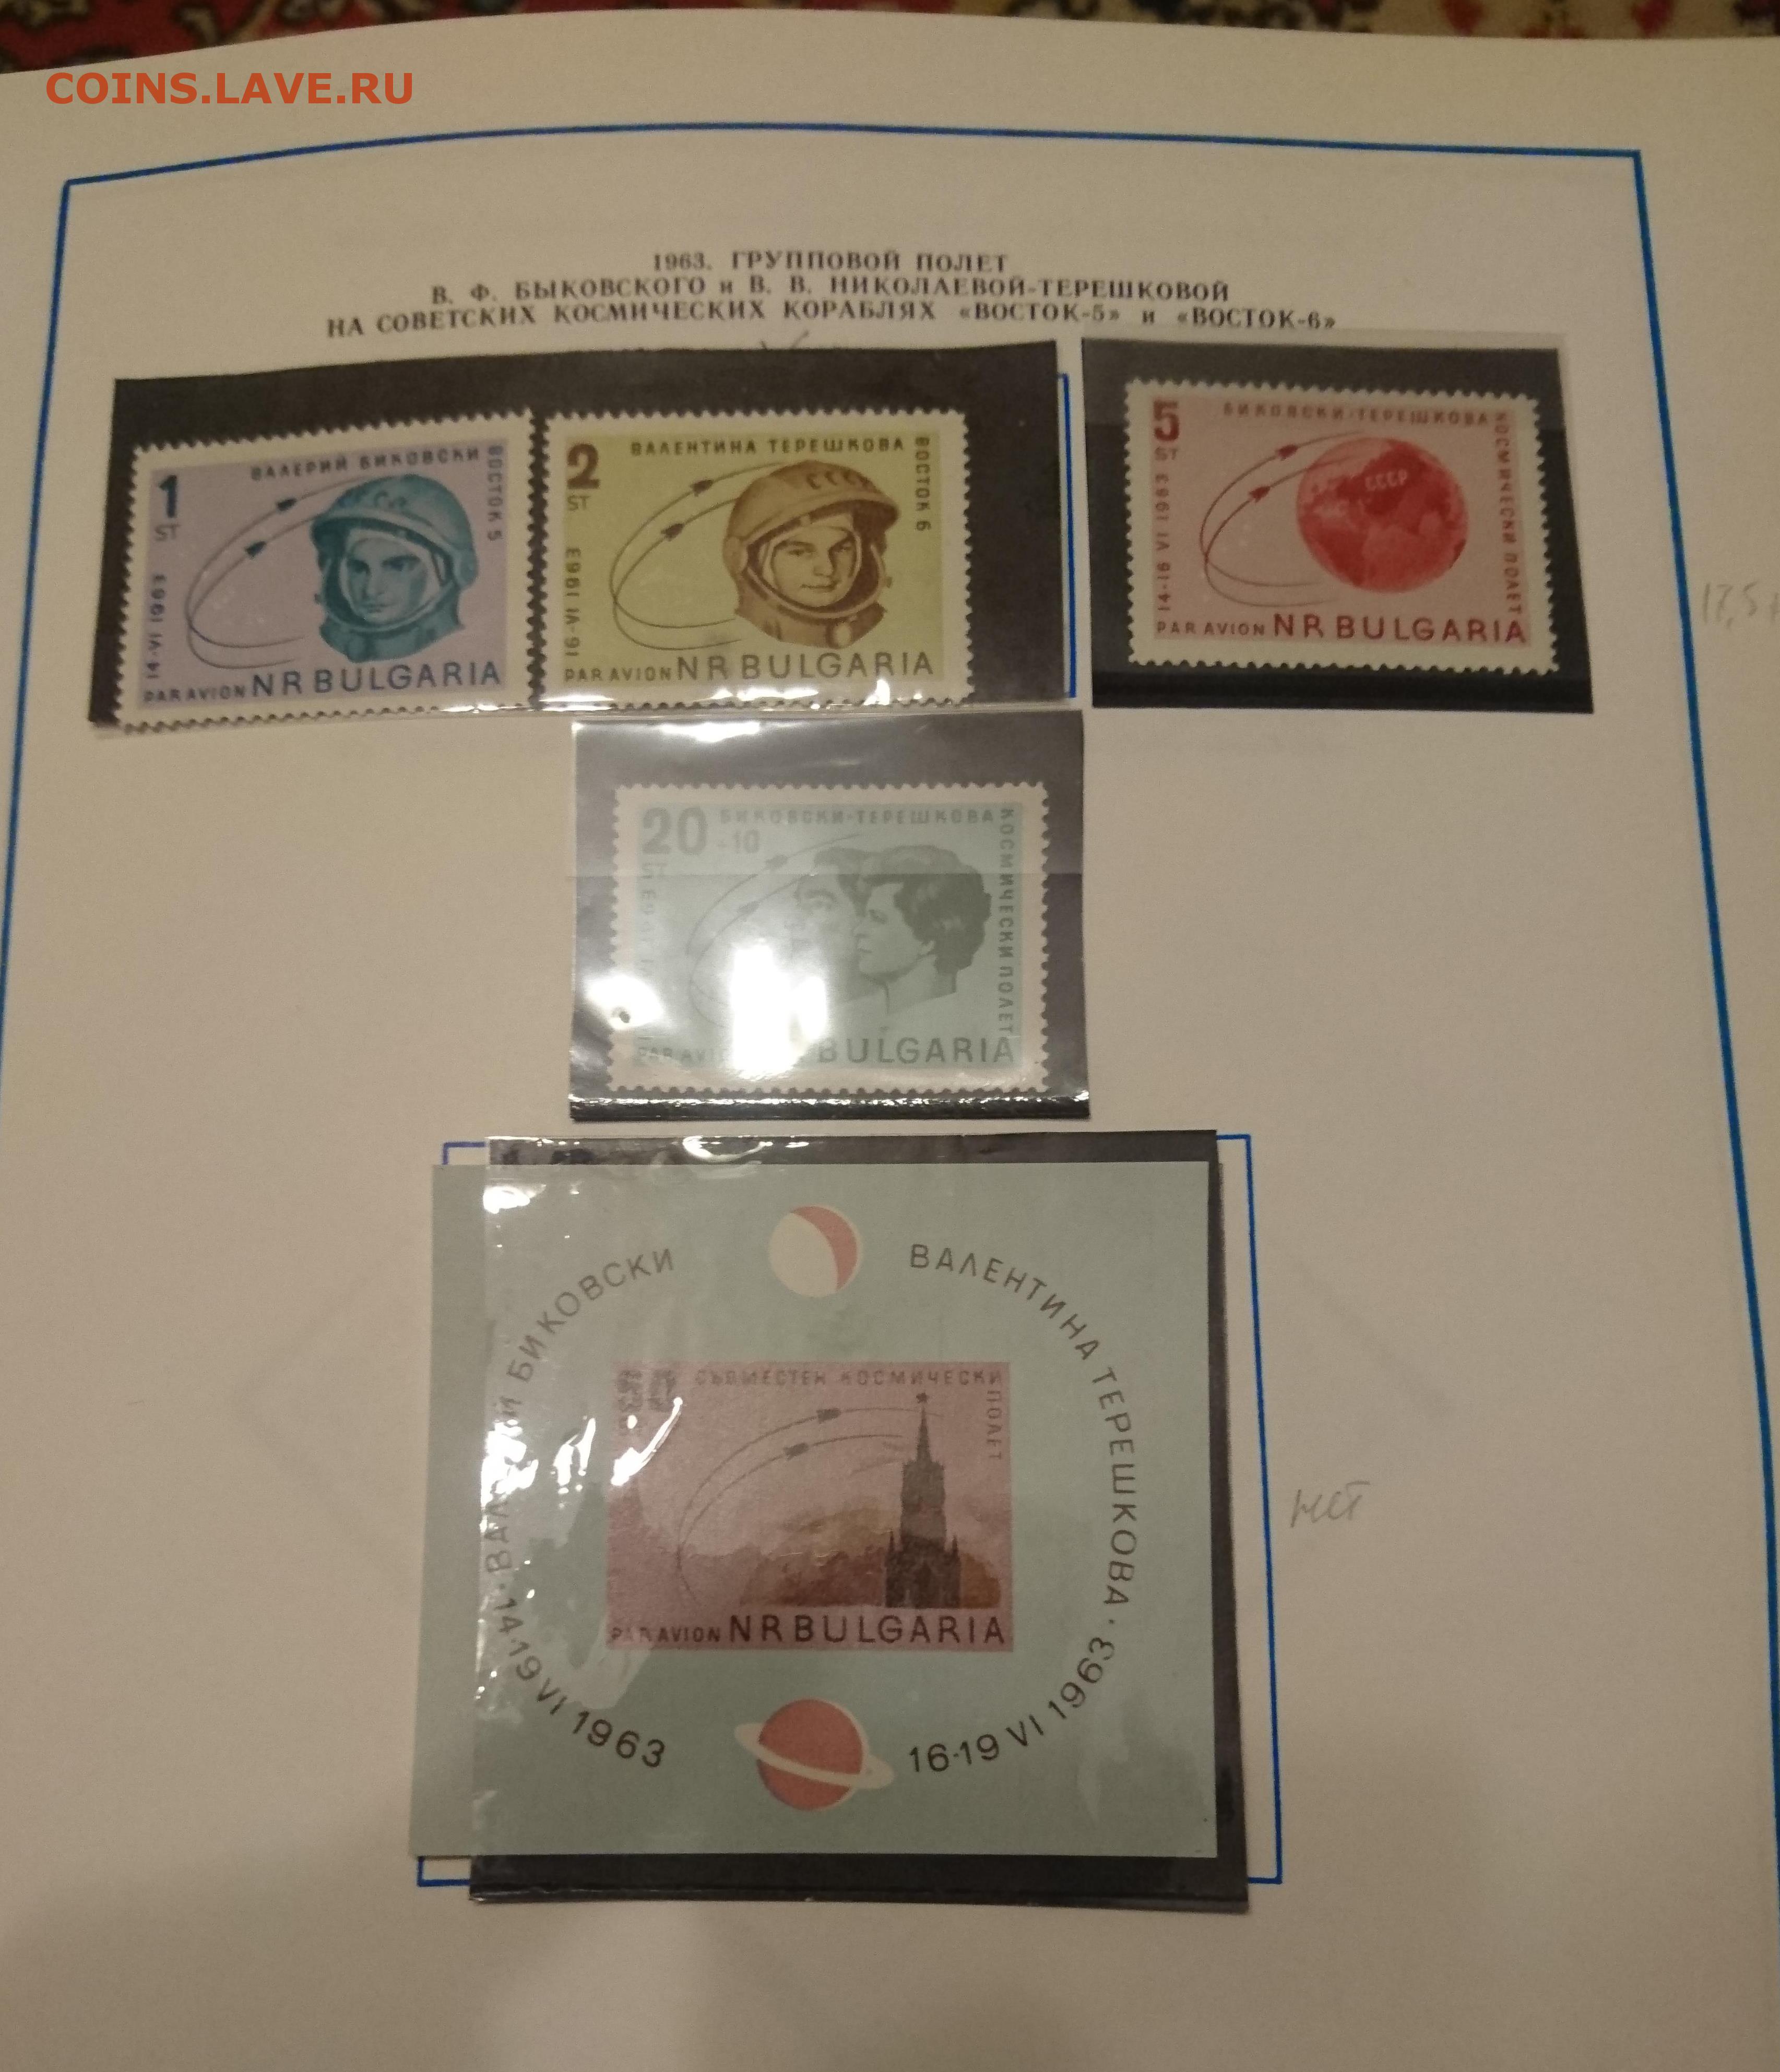 COINS.LAVE.RU
1963. ГРУППОВОЙ ПОЛЕТ
В. Ф. БЫКОВСКОГО и В. В. НИКОЛАЕВОЙ-ТЕРЕШКОВОЙ
НА СОВЕТСКИХ КОСМИЧЕСКИХ КОРАБЛЯХ «ВОСТОК-5» и «ВОСТОК-6»
1
ST
ВАЛЕРИЙ БИКОВСКИ
ВОСТОК 5
14-VI 1963
PAR AVION NR BULGARIA
2
ST
ВАЛЕНТИНА ТЕРЕШКОВА
ВОСТОК 6
СССР
16-VI 1963
PAR AVION NR BULGARIA
5
ST
БИКОВСКИ-ТЕРЕШКОВА
КОСМИЧЕСКИ ПОЛЕТ
СССР
14-19 VI 1963
PAR AVION NR BULGARIA
20
+10
БИКОВСКИ-ТЕРЕШКОВА
КОСМИЧЕСКИ ПОЛЕТ
PAR BULGARIA
БИКОВСКИ
14-19 VI 1963
ВАЛЕНТИНА ТЕРЕШКОВА
16-19 VI 1963
СЪВМЕСТЕН КОСМИЧЕСКИ
ПОЛЕТ
PAR AVION NR BULGARIA
нет